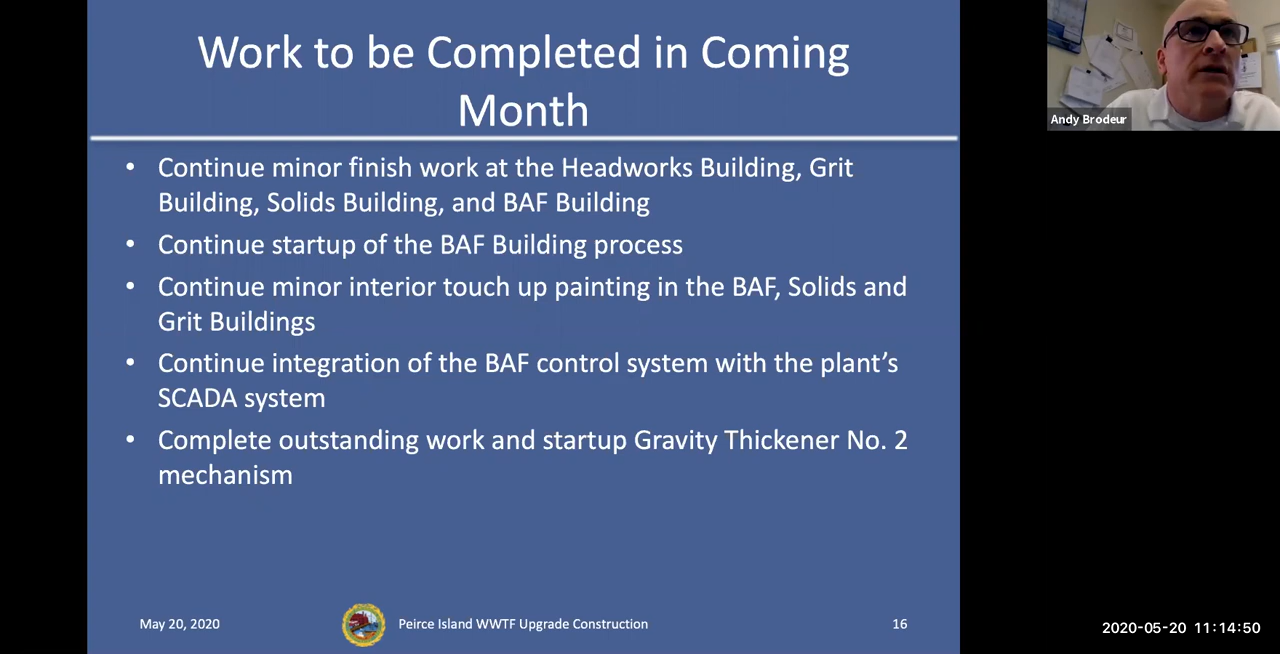 Work to be Completed in Coming
Month
• Continue minor finish work at the Headworks Building, Grit
Building, Solids Building, and BAF Building
• Continue startup of the BAF Building process
• Continue minor interior touch up painting in the BAF, Solids and
Grit Buildings
• Continue integration of the BAF control system with the plant’s
SCADA system
• Complete outstanding work and startup Gravity Thickener No. 2
mechanism
May 20, 2020
Peirce Island WWTF Upgrade Construction
16
Andy Brodeur
2020-05-20 11:14:50